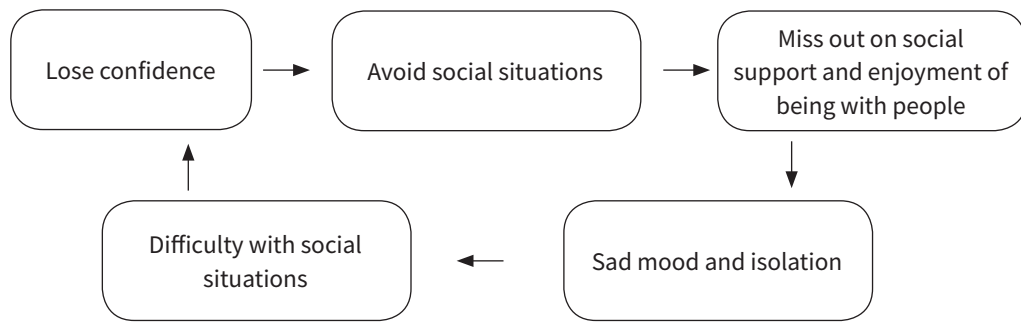 Lose confidence
Avoid social situations
Miss out on social
support and enjoyment of
being with people
Sad mood and isolation
Difficulty with social
situations